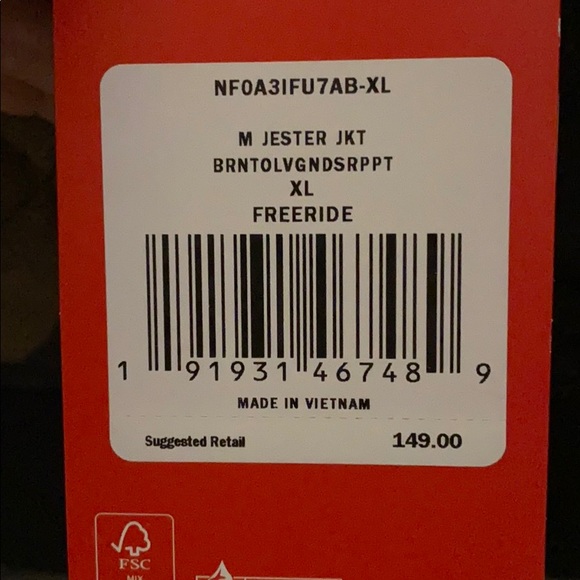 NF0A3IFU7AB-XL
M JESTER JKT
BRNTOLVGNDSRPPT
XL
FREERIDE
1 91931 46748 9
MADE IN VIETNAM
Suggested Retail 149.00
FSC
MIX